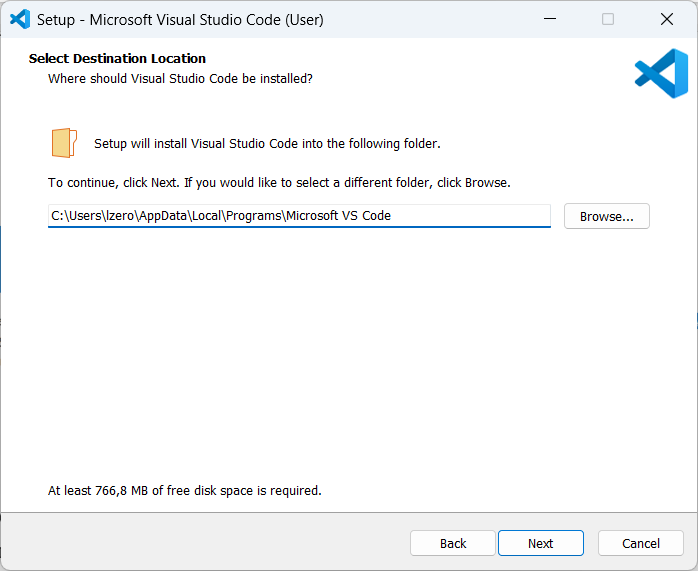 Setup - Microsoft Visual Studio Code (User)
Select Destination Location
Where should Visual Studio Code be installed?
Setup will install Visual Studio Code into the following folder.
To continue, click Next. If you would like to select a different folder, click Browse.
C:\Users\lzero\AppData\Local\Programs\Microsoft VS Code
Browse...
At least 766,8 MB of free disk space is required.
Back
Next
Cancel